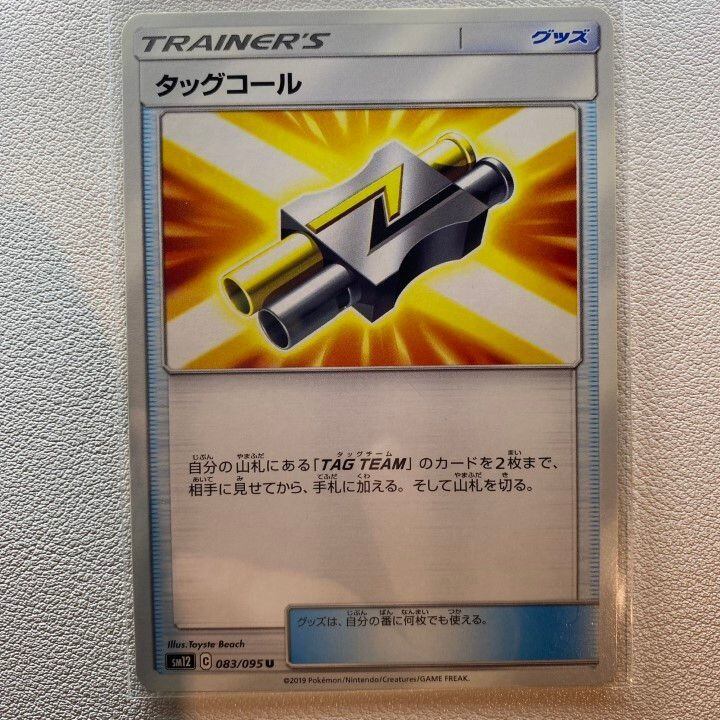 TRAINER'S
グッズ
タッグコール
自分の山札にある「TAG TEAM」のカードを2枚まで、
相手に見せてから、手札に加える。そして山札を切る。
グッズは、自分の番に何枚でも使える。
Illus.Toyste Beach
SM12 C 083/095 U
©2019 Pokémon/Nintendo/Creatures/GAME FREAK.